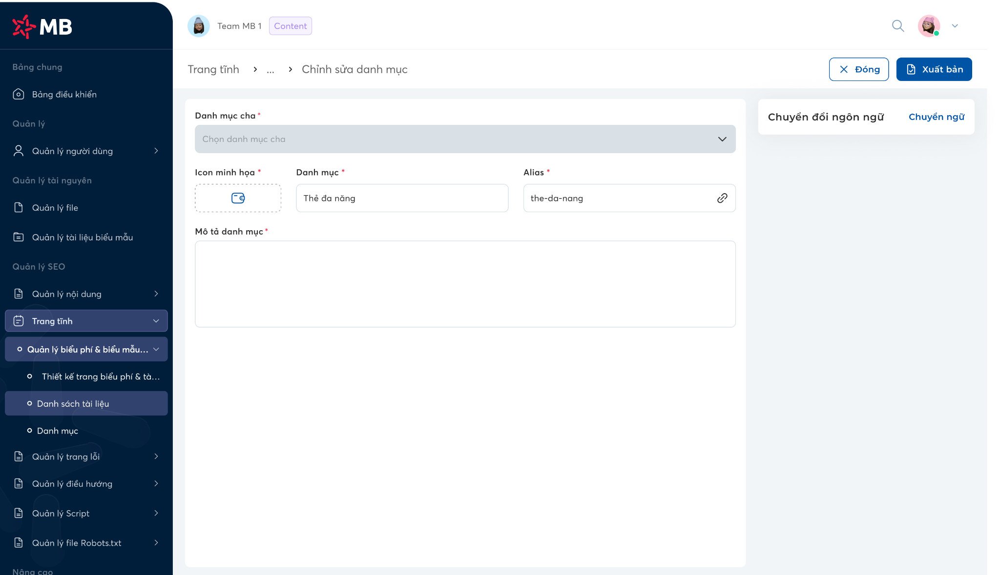 MB
Bảng chung
Bảng điều khiển
Quản lý
Quản lý người dùng
Quản lý tài nguyên
Quản lý file
Quản lý tài liệu biểu mẫu
Quản lý SEO
Quản lý nội dung
Trang tĩnh
Quản lý biểu phí & biểu mẫu...
Thiết kế trang biểu phí & tà...
Danh sách tài liệu
Danh mục
Quản lý trang lỗi
Quản lý điều hướng
Quản lý Script
Quản lý file Robots.txt
Nâng cao
Team MB 1 Content
Trang tĩnh > ... > Chỉnh sửa danh mục
Đóng Xuất bản
Danh mục cha *
Chọn danh mục cha
Icon minh họa * Danh mục * Alias *
Thẻ đa năng the-da-nang
Mô tả danh mục *
Chuyển đổi ngôn ngữ Chuyển ngữ